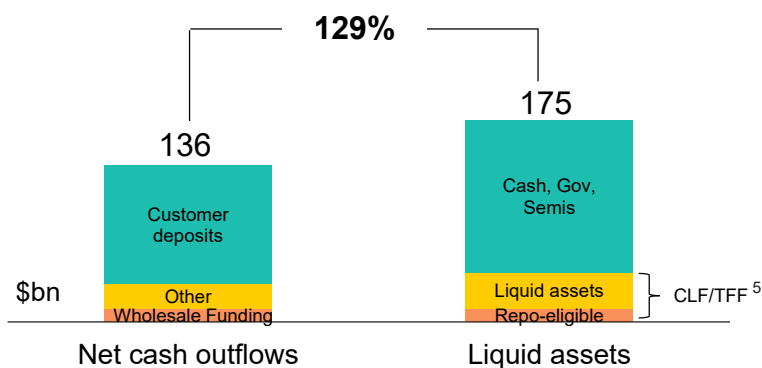 129%
136
175
Customer
deposits
Cash, Gov,
Semis
$bn
Other
Wholesale Funding
Liquid assets
Repo-eligible
CLF/TFF 5
Net cash outflows
Liquid assets